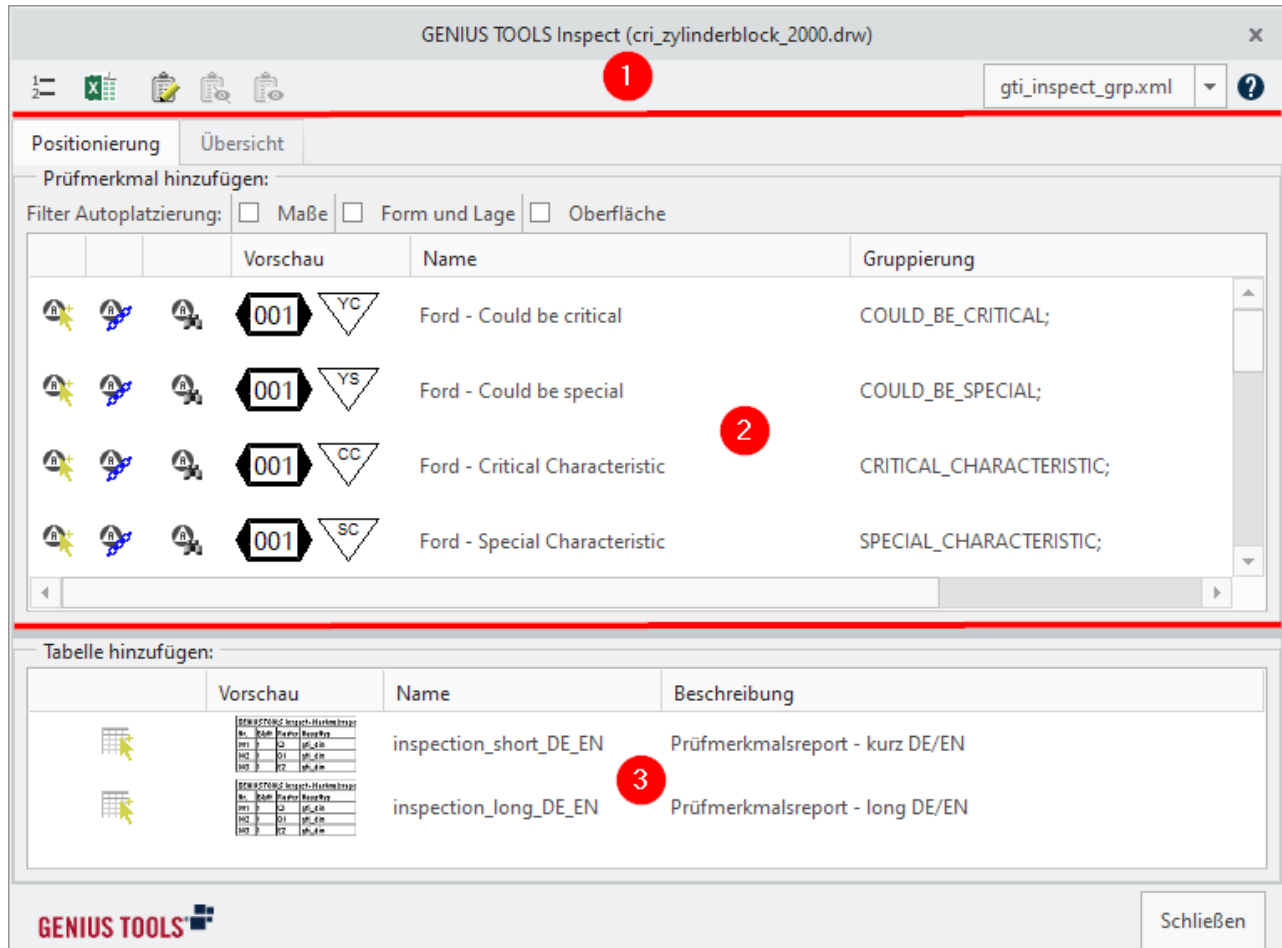 GENIUS TOOLS Inspect (cri_zylinderblock_2000.drw)
1
gti_inspect_grp.xml
Positionierung Übersicht
Prüfmerkmal hinzufügen:
Filter Autoplatzierung: Maße Form und Lage Oberfläche
Vorschau Name Gruppierung
001 YC Ford - Could be critical COULD_BE_CRITICAL;
001 YS Ford - Could be special COULD_BE_SPECIAL;
2
001 CC Ford - Critical Characteristic CRITICAL_CHARACTERISTIC;
001 SC Ford - Special Characteristic SPECIAL_CHARACTERISTIC;
Tabelle hinzufügen:
Vorschau Name Beschreibung
inspection_short_DE_EN Prüfmerkmalsreport - kurz DE/EN
3
inspection_long_DE_EN Prüfmerkmalsreport - long DE/EN
GENIUS TOOLS
Schließen